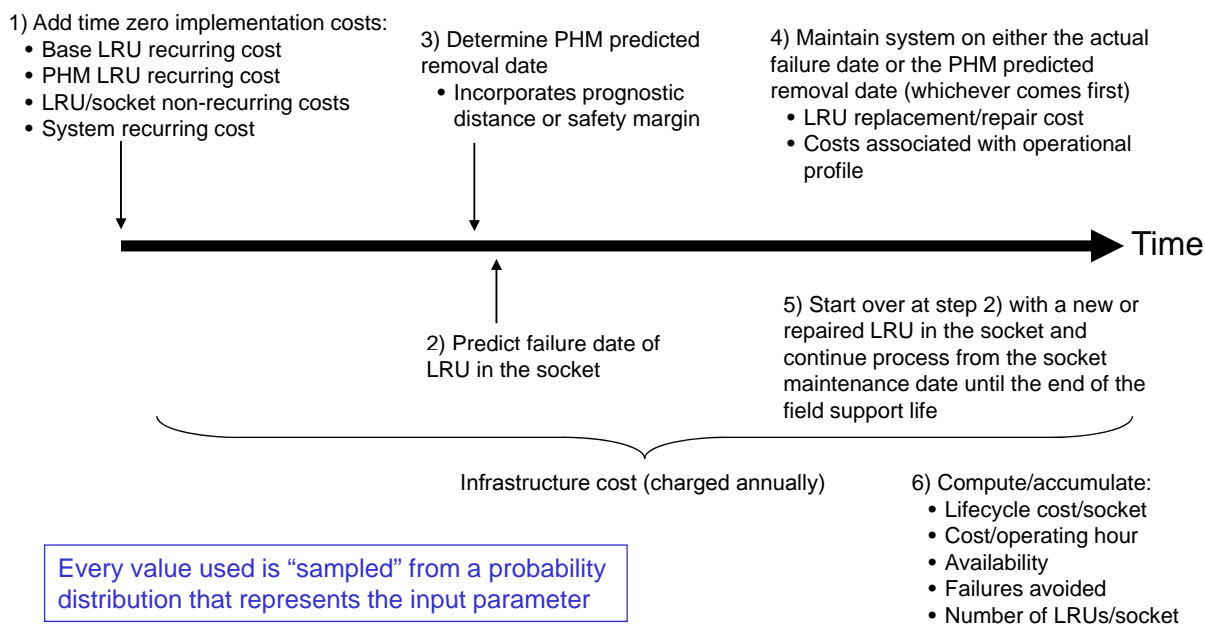 1) Add time zero implementation costs:
• Base LRU recurring cost
• PHM LRU recurring cost
• LRU/socket non-recurring costs
• System recurring cost
3) Determine PHM predicted
removal date
• Incorporates prognostic
distance or safety margin
4) Maintain system on either the actual
failure date or the PHM predicted
removal date (whichever comes first)
• LRU replacement/repair cost
• Costs associated with operational
profile
Time
2) Predict failure date of
LRU in the socket
5) Start over at step 2) with a new or
repaired LRU in the socket and
continue process from the socket
maintenance date until the end of the
field support life
Infrastructure cost (charged annually)
6) Compute/accumulate:
• Lifecycle cost/socket
• Cost/operating hour
• Availability
• Failures avoided
• Number of LRUs/socket
Every value used is “sampled” from a probability
distribution that represents the input parameter